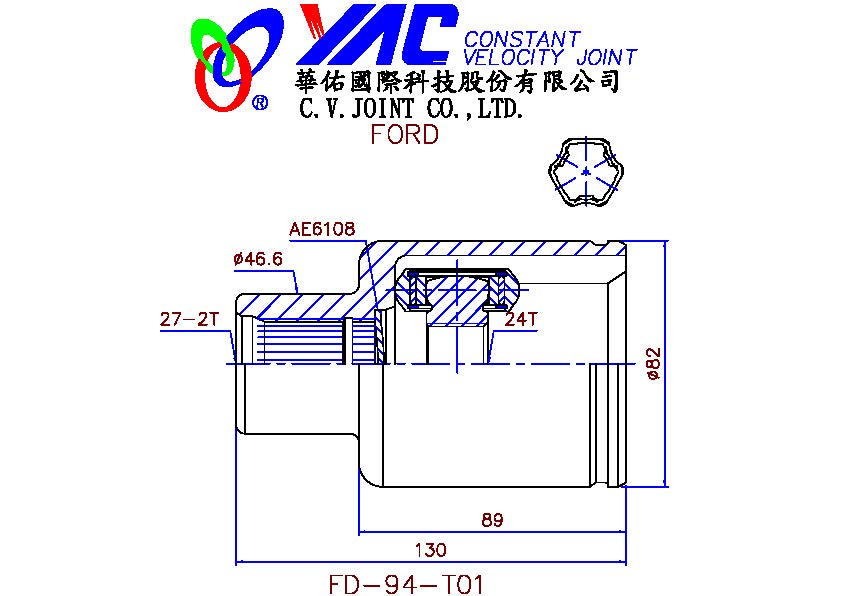 YAC CONSTANT
VELOCITY JOINT
®
華佑國際科技股份有限公司
C.V.JOINT CO.,LTD.
FORD
AE6108
ø46.6
27-2T
24T
ø82
89
130
FD-94-T01